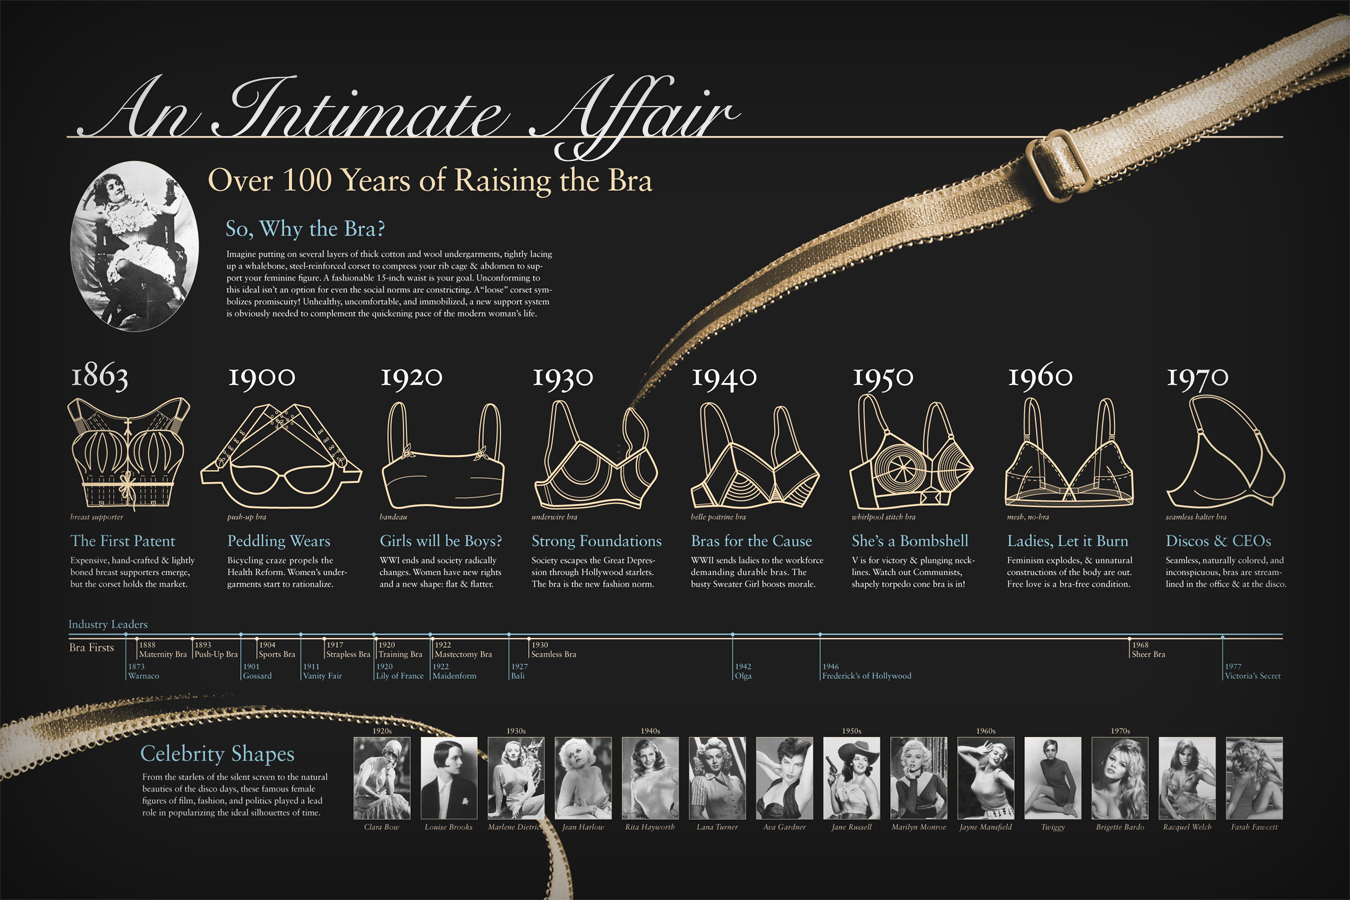 An Intimate Affair
Over 100 Years of Raising the Bra
So, Why the Bra?
Imagine putting on several layers of thick cotton and wool undergarments, tightly lacing
up a whalebone, steel-reinforced corset to compress your rib cage & abdomen to sup-
port your feminine figure. A fashionable 15-inch waist is your goal. Unconforming to
this ideal isn't an option for even the social norms are constricting. A "loose" corset sym-
bolizes promiscuity! Unhealthy, uncomfortable, and immobilized, a new support system
is obviously needed to complement the quickening pace of the modern woman's life.
1863
breast supporter
The First Patent
Expensive, hand-crafted & lightly
boned breast supporters emerge,
but the corset holds the market.
1900
push-up bra
Peddling Wears
Bicycling craze propels the
Health Reform. Women's under-
garments start to rationalize.
1920
bandeau
Girls will be Boys?
WWI ends and society radically
changes. Women have new rights
and a new shape: flat & flatter.
1930
underwire bra
Strong Foundations
Society escapes the Great Depres-
sion through Hollywood starlets.
The bra is the new fashion norm.
1940
belle poitrine bra
Bras for the Cause
WWII sends ladies to the workforce
demanding durable bras. The
busty Sweater Girl boosts morale.
1950
whirlpool stitch bra
She's a Bombshell
V is for victory & plunging neck-
lines. Watch out Communists,
shapely torpedo cone bra is in!
1960
mesh, no-bra
Ladies, Let it Burn
Feminism explodes, & unnatural
constructions of the body are out.
Free love is a bra-free condition.
1970
seamless halter bra
Discos & CEOs
Seamless, naturally colored, and
inconspicuous, bras are stream-
lined in the office & at the disco.
Industry Leaders
Bra Firsts
1888
Maternity Bra
1893
Push-Up Bra
1904
Sports Bra
1917
Strapless Bra
1920
Training Bra
1922
Mastectomy Bra
1930
Seamless Bra
1968
Sheer Bra
1873
Warnaco
1901
Gossard
1911
Vanity Fair
1920
Lily of France
1922
Maidenform
1927
Bali
1942
Olga
1946
Frederick's of Hollywood
1977
Victoria's Secret
Celebrity Shapes
From the starlets of the silent screen to the natural
beauties of the disco days, these famous female
figures of film, fashion, and politics played a lead
role in popularizing the ideal silhouettes of time.
1920s
1930s
1940s
1950s
1960s
1970s
Clara Bow
Louise Brooks
Marlene Dietrich
Jean Harlow
Rita Hayworth
Lana Turner
Ava Gardner
Jane Russell
Marilyn Monroe
Jayne Mansfield
Twiggy
Brigette Bardo
Racquel Welch
Farah Fawcett